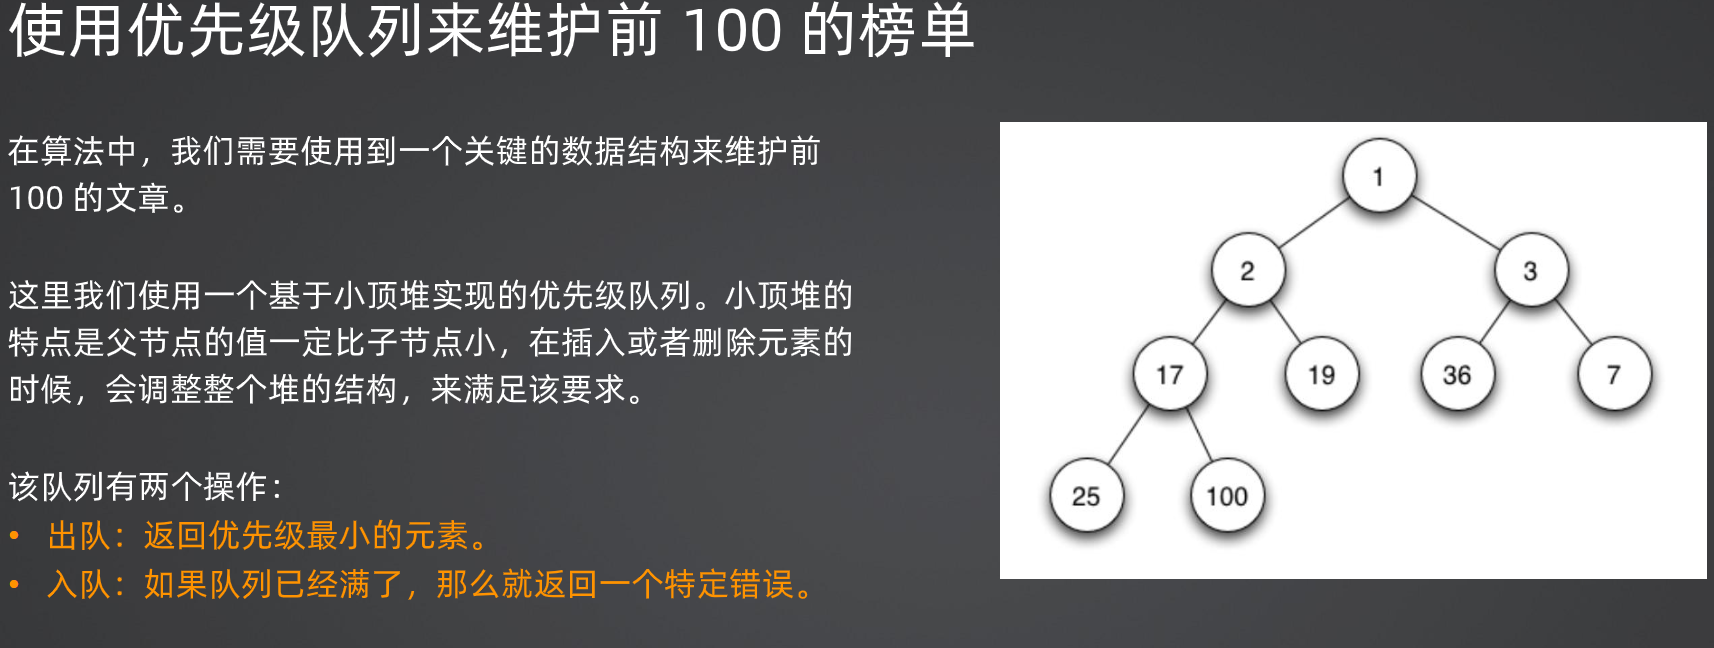 使用优先级队列来维护前 100 的榜单
在算法中，我们需要使用到一个关键的数据结构来维护前
100 的文章。
这里我们使用一个基于小顶堆实现的优先级队列。小顶堆的
特点是父节点的值一定比子节点小，在插入或者删除元素的
时候，会调整整个堆的结构，来满足该要求。
该队列有两个操作：
• 出队：返回优先级最小的元素。
• 入队：如果队列已经满了，那么就返回一个特定错误。
1
2 3
17 19 36 7
25 100